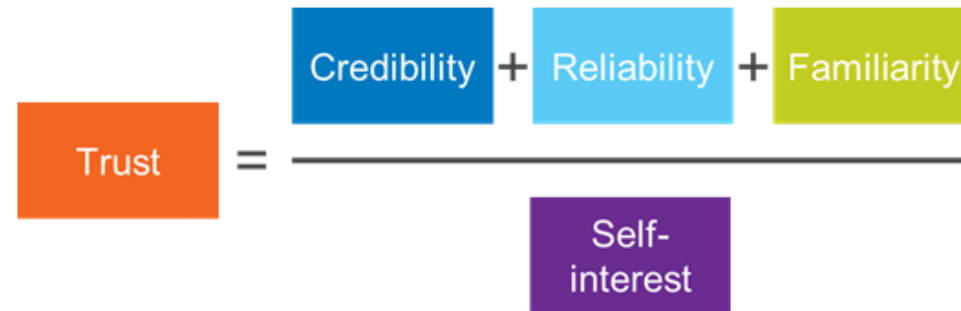 Credibility + Reliability + Familiarity
Trust =
Self-
interest